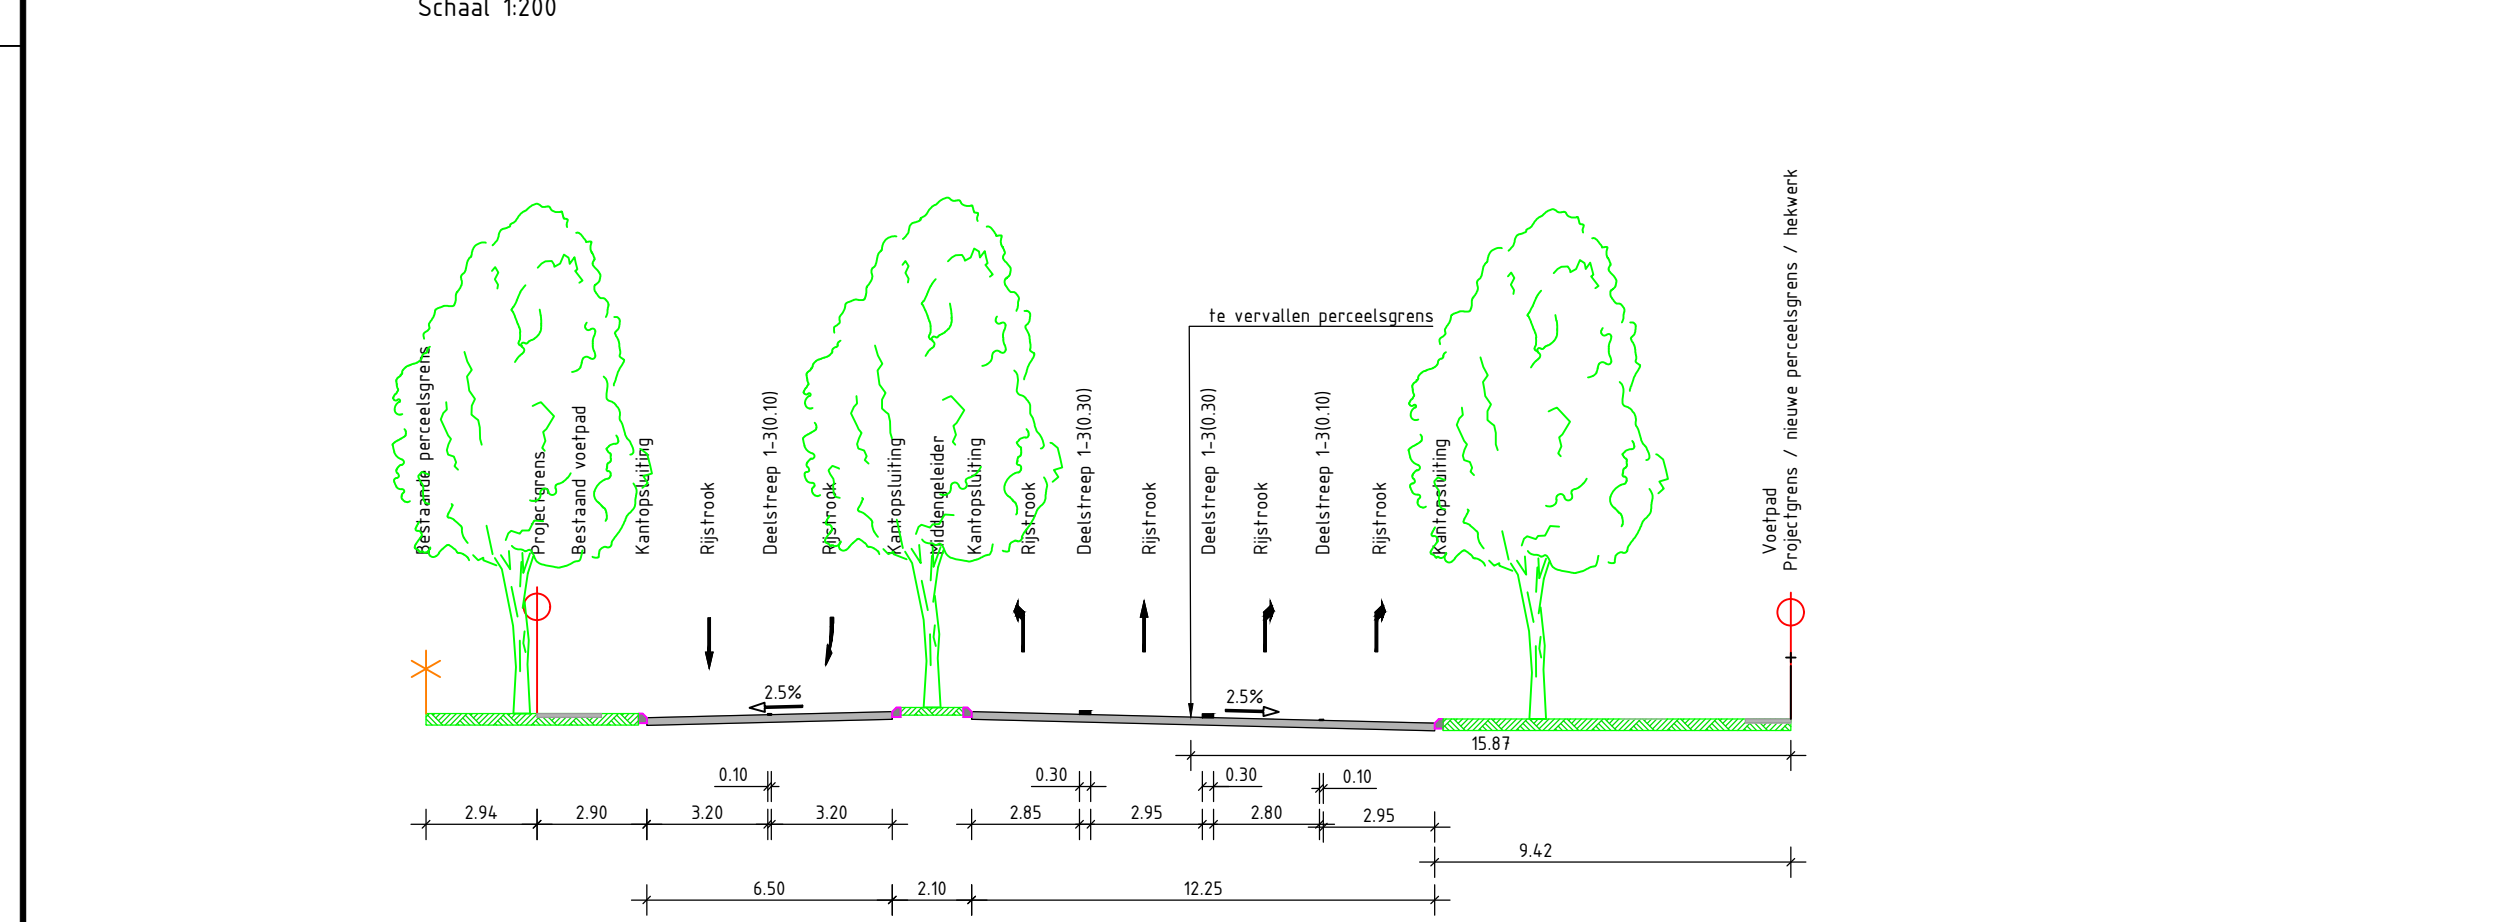 Schaal 1:200
te vervallen perceelsgrens
Bestaande perceelsgrens
Projectgrens
Bestaand voetpad
Kantopsluiting
Rijstrook
Deelstreep 1-3(0.10)
Rijstrook
Kantopsluiting
Middengeleider
Kantopsluiting
Rijstrook
Deelstreep 1-3(0.30)
Rijstrook
Deelstreep 1-3(0.30)
Rijstrook
Deelstreep 1-3(0.10)
Rijstrook
Kantopsluiting
Voetpad
Projectgrens / nieuwe perceelsgrens / hekwerk
2.5%
2.5%
15.87
0.10
0.30
0.30
0.10
2.94
2.90
3.20
3.20
2.85
2.95
2.80
2.95
9.42
6.50
2.10
12.25